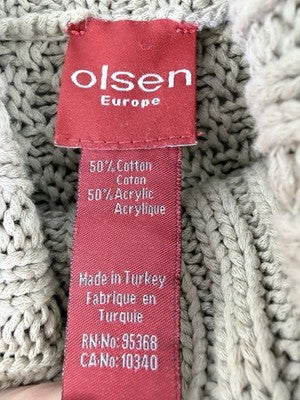 olsen
Europe
50% Cotton
Coton
50% Acrylic
Acrylique
Made in Turkey
Fabrique en
Turquie
RN-No: 95368
CA-No: 10340